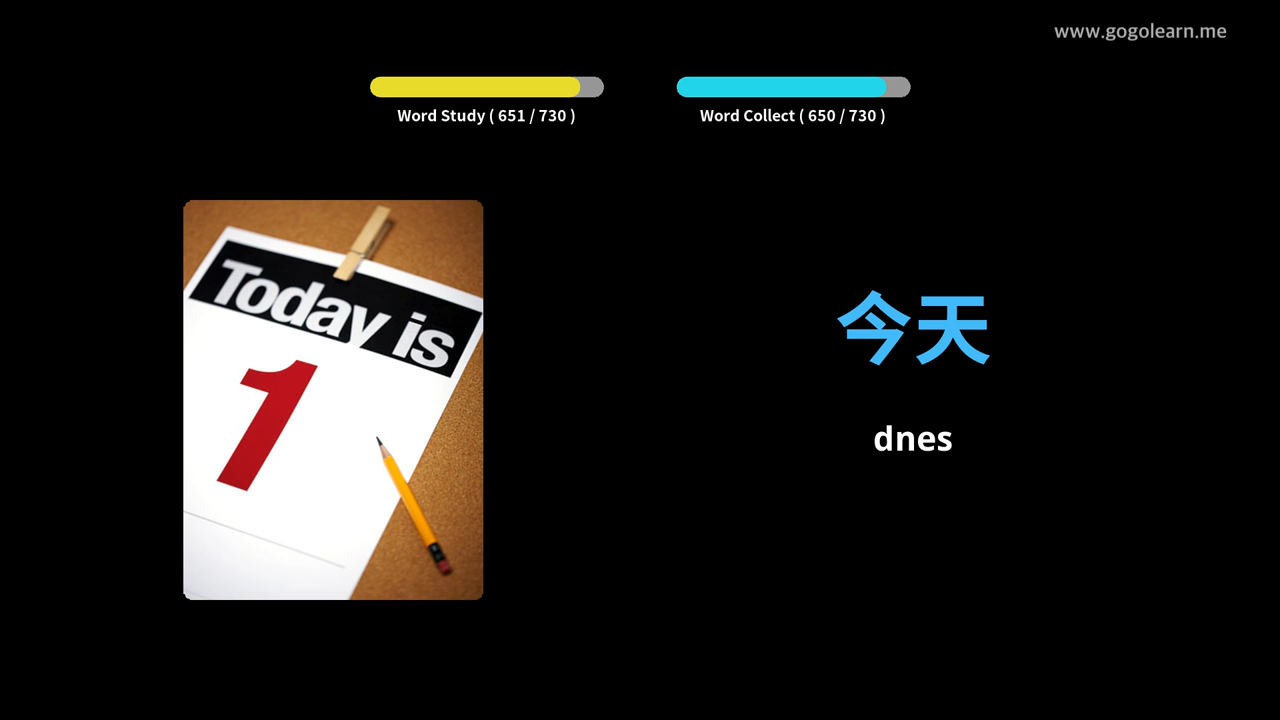 www.gogolearn.me
Word Study ( 651 / 730 )
Word Collect ( 650 / 730 )
Today is
1
今天
dnes